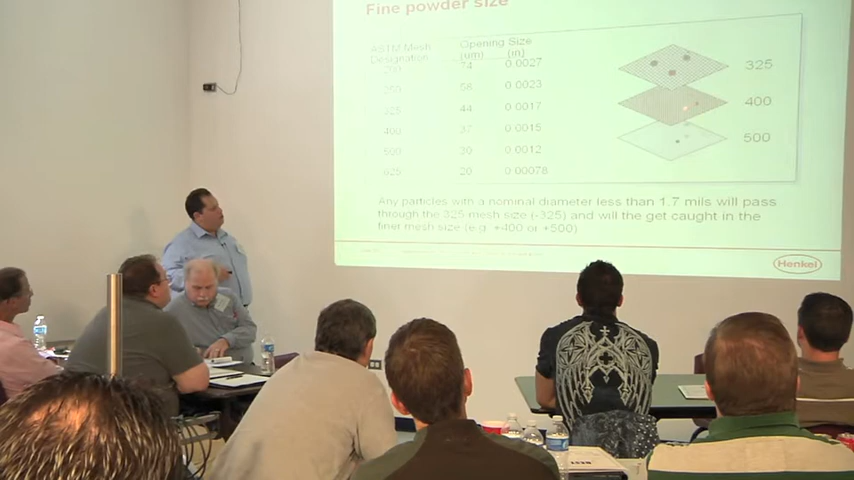 Fine powder size
ASTM Mesh Opening Size
Designation (um) (in)
200 74 0.0027
58 0.0023
325 44 0.0017
400 37 0.0015
500 30 0.0012
625 20 0.00078
325
400
500
Any particles with a nominal diameter less than 1.7 mils will pass
through the 325 mesh size (-325) and will the get caught in the
finer mesh size (e.g. +400 or +500)
Henkel